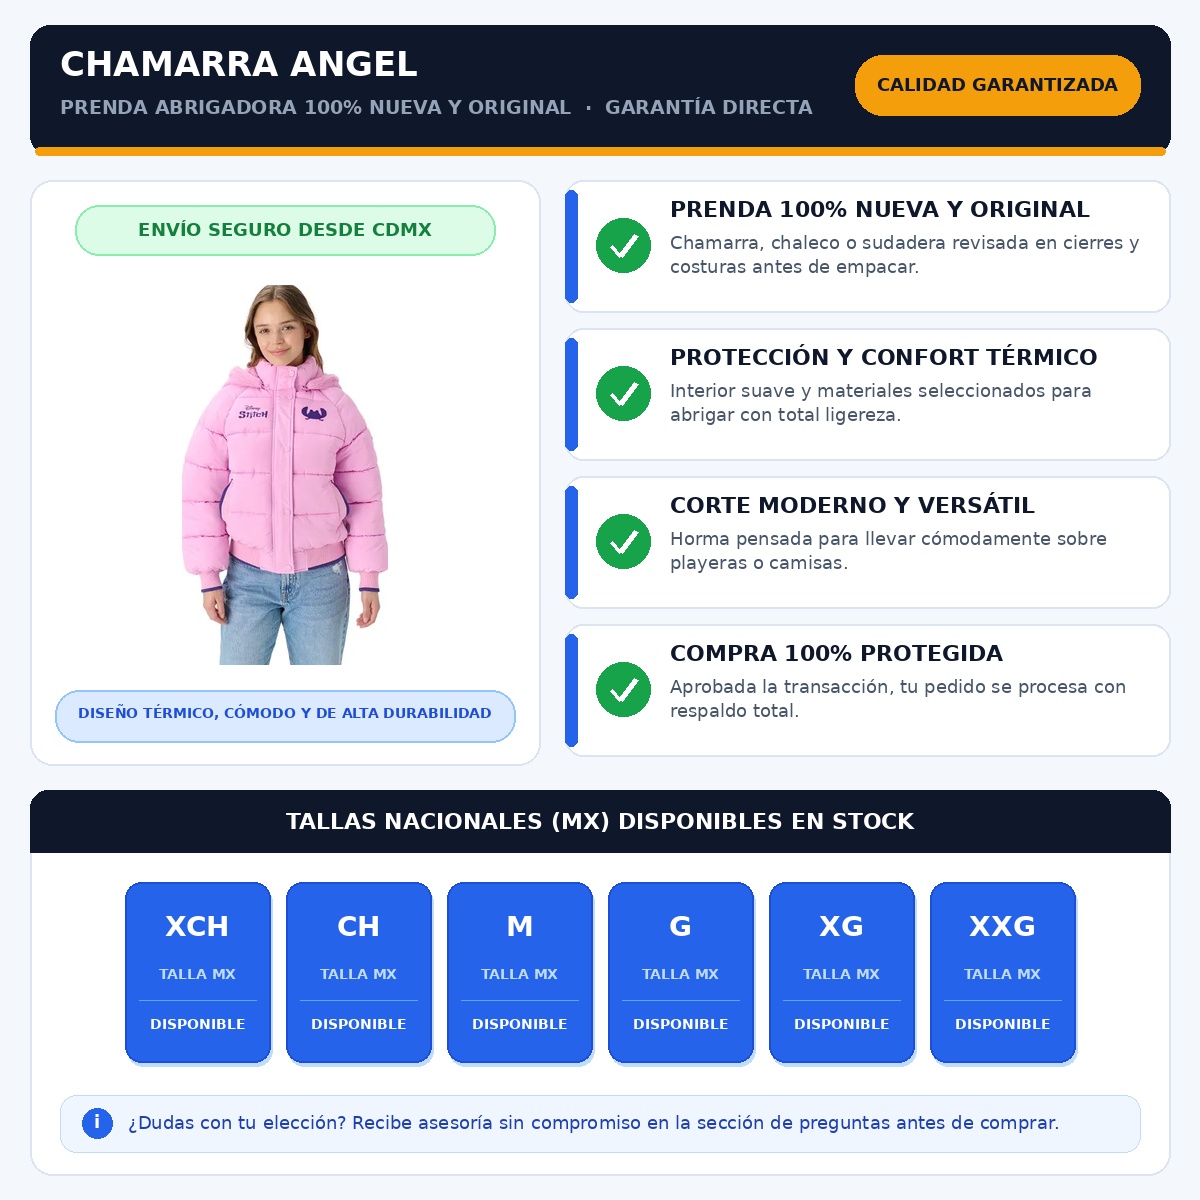 CHAMARRA ANGEL
PRENDA ABRIGADORA 100% NUEVA Y ORIGINAL · GARANTÍA DIRECTA
CALIDAD GARANTIZADA
ENVÍO SEGURO DESDE CDMX
Disney
STITCH
DISEÑO TÉRMICO, CÓMODO Y DE ALTA DURABILIDAD
PRENDA 100% NUEVA Y ORIGINAL
Chamarra, chaleco o sudadera revisada en cierres y
costuras antes de empacar.
PROTECCIÓN Y CONFORT TÉRMICO
Interior suave y materiales seleccionados para
abrigar con total ligereza.
CORTE MODERNO Y VERSÁTIL
Horma pensada para llevar cómodamente sobre
playeras o camisas.
COMPRA 100% PROTEGIDA
Aprobada la transacción, tu pedido se procesa con
respaldo total.
TALLAS NACIONALES (MX) DISPONIBLES EN STOCK
XCH
TALLA MX
DISPONIBLE
CH
TALLA MX
DISPONIBLE
M
TALLA MX
DISPONIBLE
G
TALLA MX
DISPONIBLE
XG
TALLA MX
DISPONIBLE
XXG
TALLA MX
DISPONIBLE
i
¿Dudas con tu elección? Recibe asesoría sin compromiso en la sección de preguntas antes de comprar.